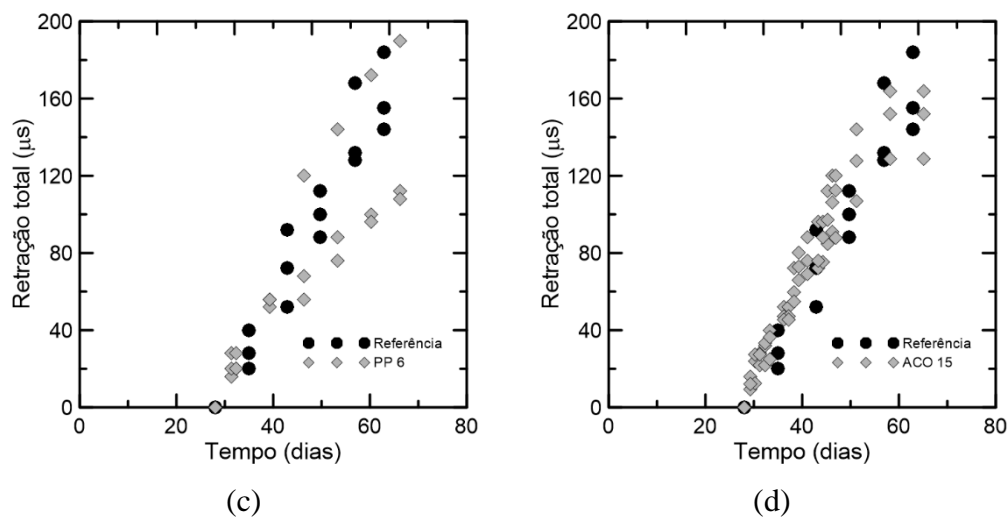 200
160
120
80
40
0
Retração total (μs)
0 20 40 60 80
Tempo (dias)
Referência
PP 6
(c)
200
160
120
80
40
0
Retração total (μs)
0 20 40 60 80
Tempo (dias)
Referência
ACO 15
(d)